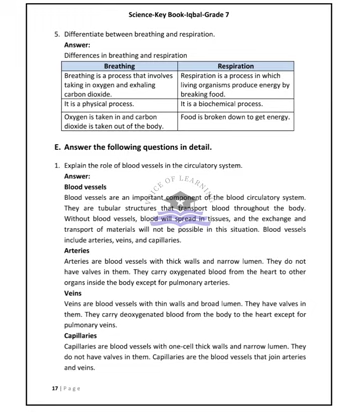 Science-Key Book-Iqbal-Grade 7
5. Differentiate between breathing and respiration.
Answer:
Differences in breathing and respiration
Breathing Respiration
Breathing is a process that involves taking in oxygen and exhaling carbon dioxide. Respiration is a process in which living organisms produce energy by breaking food.
It is a physical process. It is a biochemical process.
Oxygen is taken in and carbon dioxide is taken out of the body. Food is broken down to get energy.
E. Answer the following questions in detail.
1. Explain the role of blood vessels in the circulatory system.
Answer:
Blood vessels
Blood vessels are an important component of the blood circulatory system.
They are tubular structures that transport blood throughout the body.
Without blood vessels, blood will spread in tissues, and the exchange and
transport of materials will not be possible in this situation. Blood vessels
include arteries, veins, and capillaries.
Arteries
Arteries are blood vessels with thick walls and narrow lumen. They do not
have valves in them. They carry oxygenated blood from the heart to other
organs inside the body except for pulmonary arteries.
Veins
Veins are blood vessels with thin walls and broad lumen. They have valves in
them. They carry deoxygenated blood from the body to the heart except for
pulmonary veins.
Capillaries
Capillaries are blood vessels with one-cell thick walls and narrow lumen. They
do not have valves in them. Capillaries are the blood vessels that join arteries
and veins.
17 | P a g e